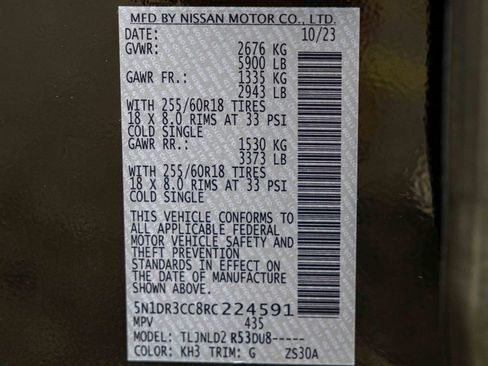 MFD BY NISSAN MOTOR CO., LTD.
DATE: 10/23
GVWR: 2676 KG
5900 LB
GAWR FR.: 1335 KG
2943 LB
WITH 255/60R18 TIRES
18 X 8.0 RIMS AT 33 PSI
COLD SINGLE
GAWR RR.: 1530 KG
3373 LB
WITH 255/60R18 TIRES
18 X 8.0 RIMS AT 33 PSI
COLD SINGLE
THIS VEHICLE CONFORMS TO
ALL APPLICABLE FEDERAL
MOTOR VEHICLE SAFETY AND
THEFT PREVENTION
STANDARDS IN EFFECT ON
THE DATE OF MANUFACTURE
SHOWN ABOVE.
5N1DR3CC8RC224591
MPV 435
MODEL: TLJNLD2 R53DU8-----
COLOR: KH3 TRIM: G ZS30A